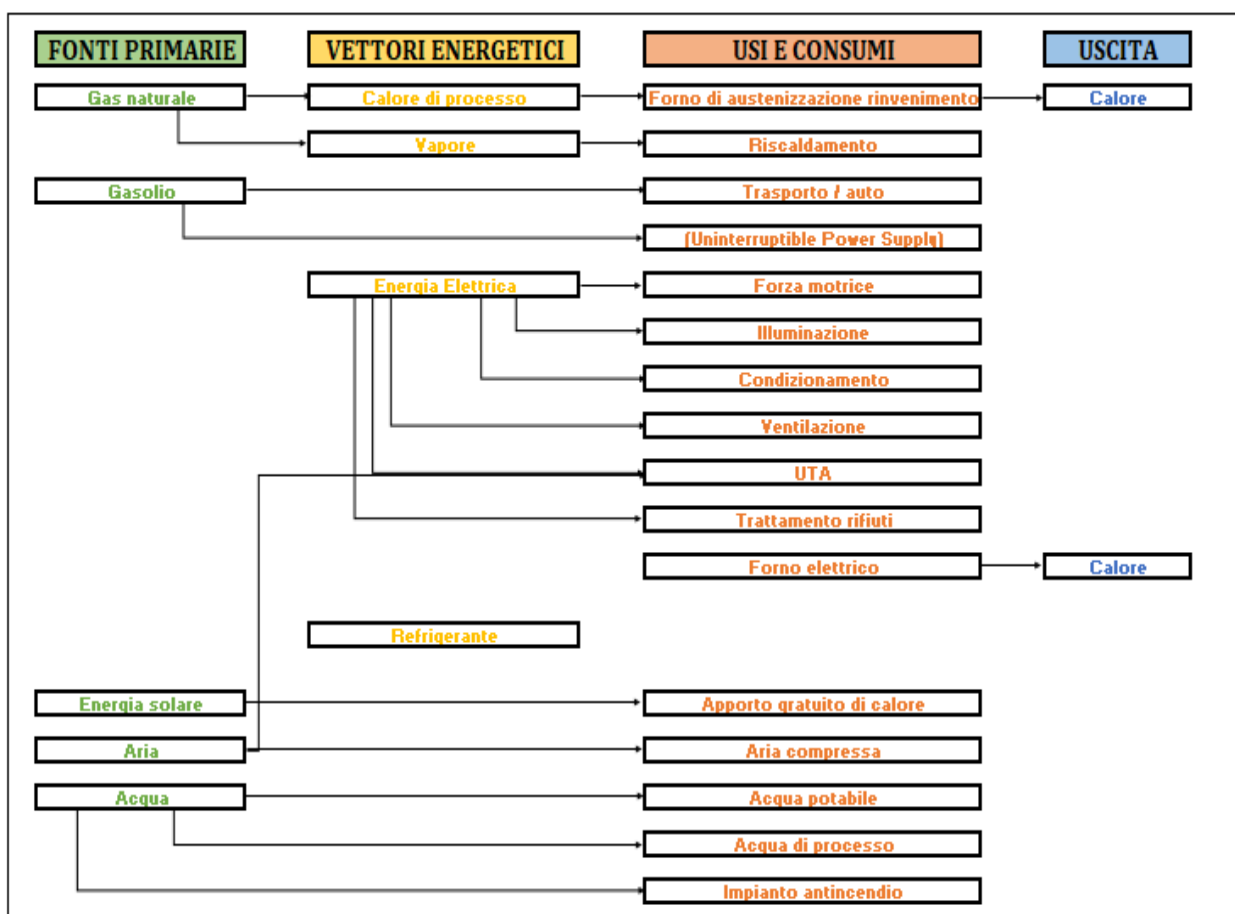 FONTI PRIMARIE VETTORI ENERGETICI USI E CONSUMI USCITA
Gas naturale Calore di processo Forno di austenizzazione rinvenimento Calore
Vapore Riscaldamento
Gasolio Trasporto / auto
(Uninterruptible Power Supply)
Energia Elettrica Forza motrice
Illuminazione
Condizionamento
Ventilazione
UTA
Trattamento rifiuti
Forno elettrico Calore
Refrigerante
Energia solare Apporto gratuito di calore
Aria Aria compressa
Acqua Acqua potabile
Acqua di processo
Impianto antincendio